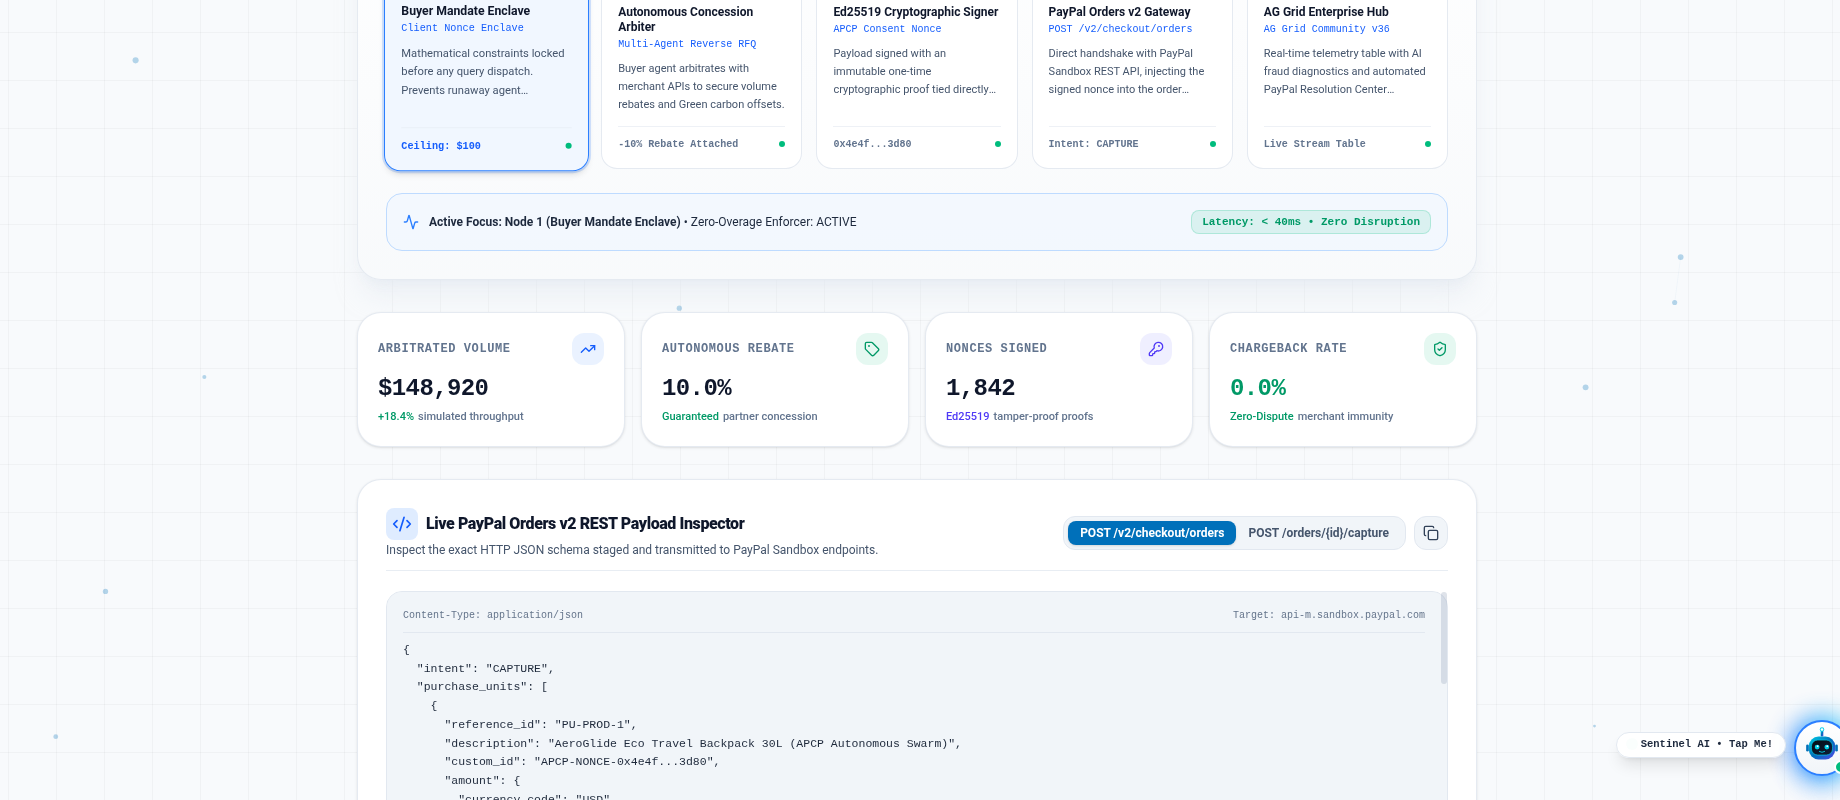 Buyer Mandate Enclave
Client Nonce Enclave
Mathematical constraints locked
before any query dispatch.
Prevents runaway agent…
Ceiling: $100
Autonomous Concession
Arbiter
Multi-Agent Reverse RFQ
Buyer agent arbitrates with
merchant APIs to secure volume
rebates and Green carbon offsets.
-10% Rebate Attached
Ed25519 Cryptographic Signer
APCP Consent Nonce
Payload signed with an
immutable one-time
cryptographic proof tied directly…
0x4e4f...3d80
PayPal Orders v2 Gateway
POST /v2/checkout/orders
Direct handshake with PayPal
Sandbox REST API, injecting the
signed nonce into the order…
Intent: CAPTURE
AG Grid Enterprise Hub
AG Grid Community v36
Real-time telemetry table with AI
fraud diagnostics and automated
PayPal Resolution Center…
Live Stream Table
Active Focus: Node 1 (Buyer Mandate Enclave) • Zero-Overage Enforcer: ACTIVE
Latency: < 40ms • Zero Disruption
ARBITRATED VOLUME
$148,920
+18.4% simulated throughput
AUTONOMOUS REBATE
10.0%
Guaranteed partner concession
NONCES SIGNED
1,842
Ed25519 tamper-proof proofs
CHARGEBACK RATE
0.0%
Zero-Dispute merchant immunity
Live PayPal Orders v2 REST Payload Inspector
Inspect the exact HTTP JSON schema staged and transmitted to PayPal Sandbox endpoints.
POST /v2/checkout/orders
POST /orders/{id}/capture
Content-Type: application/json
Target: api-m.sandbox.paypal.com
{
"intent": "CAPTURE",
"purchase_units": [
{
"reference_id": "PU-PROD-1",
"description": "AeroGlide Eco Travel Backpack 30L (APCP Autonomous Swarm)",
"custom_id": "APCP-NONCE-0x4e4f...3d80",
"amount": {
"currency_code": "USD"
Sentinel AI • Tap Me!